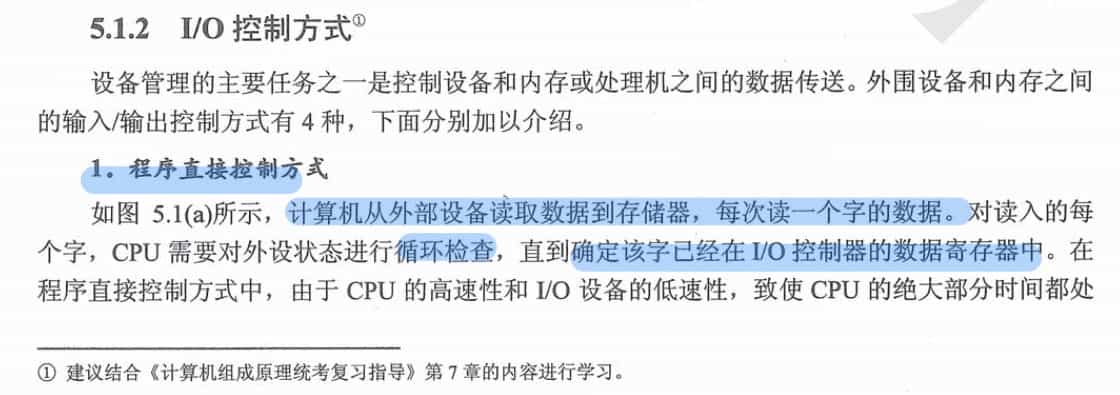 5.1.2 I/O 控制方式①
设备管理的主要任务之一是控制设备和内存或处理机之间的数据传送。外围设备和内存之间
的输入/输出控制方式有 4 种，下面分别加以介绍。
1。程序直接控制方式
如图 5.1(a)所示，计算机从外部设备读取数据到存储器，每次读一个字的数据。对读入的每
个字，CPU 需要对外设状态进行循环检查，直到确定该字已经在 I/O 控制器的数据寄存器中。在
程序直接控制方式中，由于 CPU 的高速性和 I/O 设备的低速性，致使 CPU 的绝大部分时间都处
① 建议结合《计算机组成原理统考复习指导》第 7 章的内容进行学习。